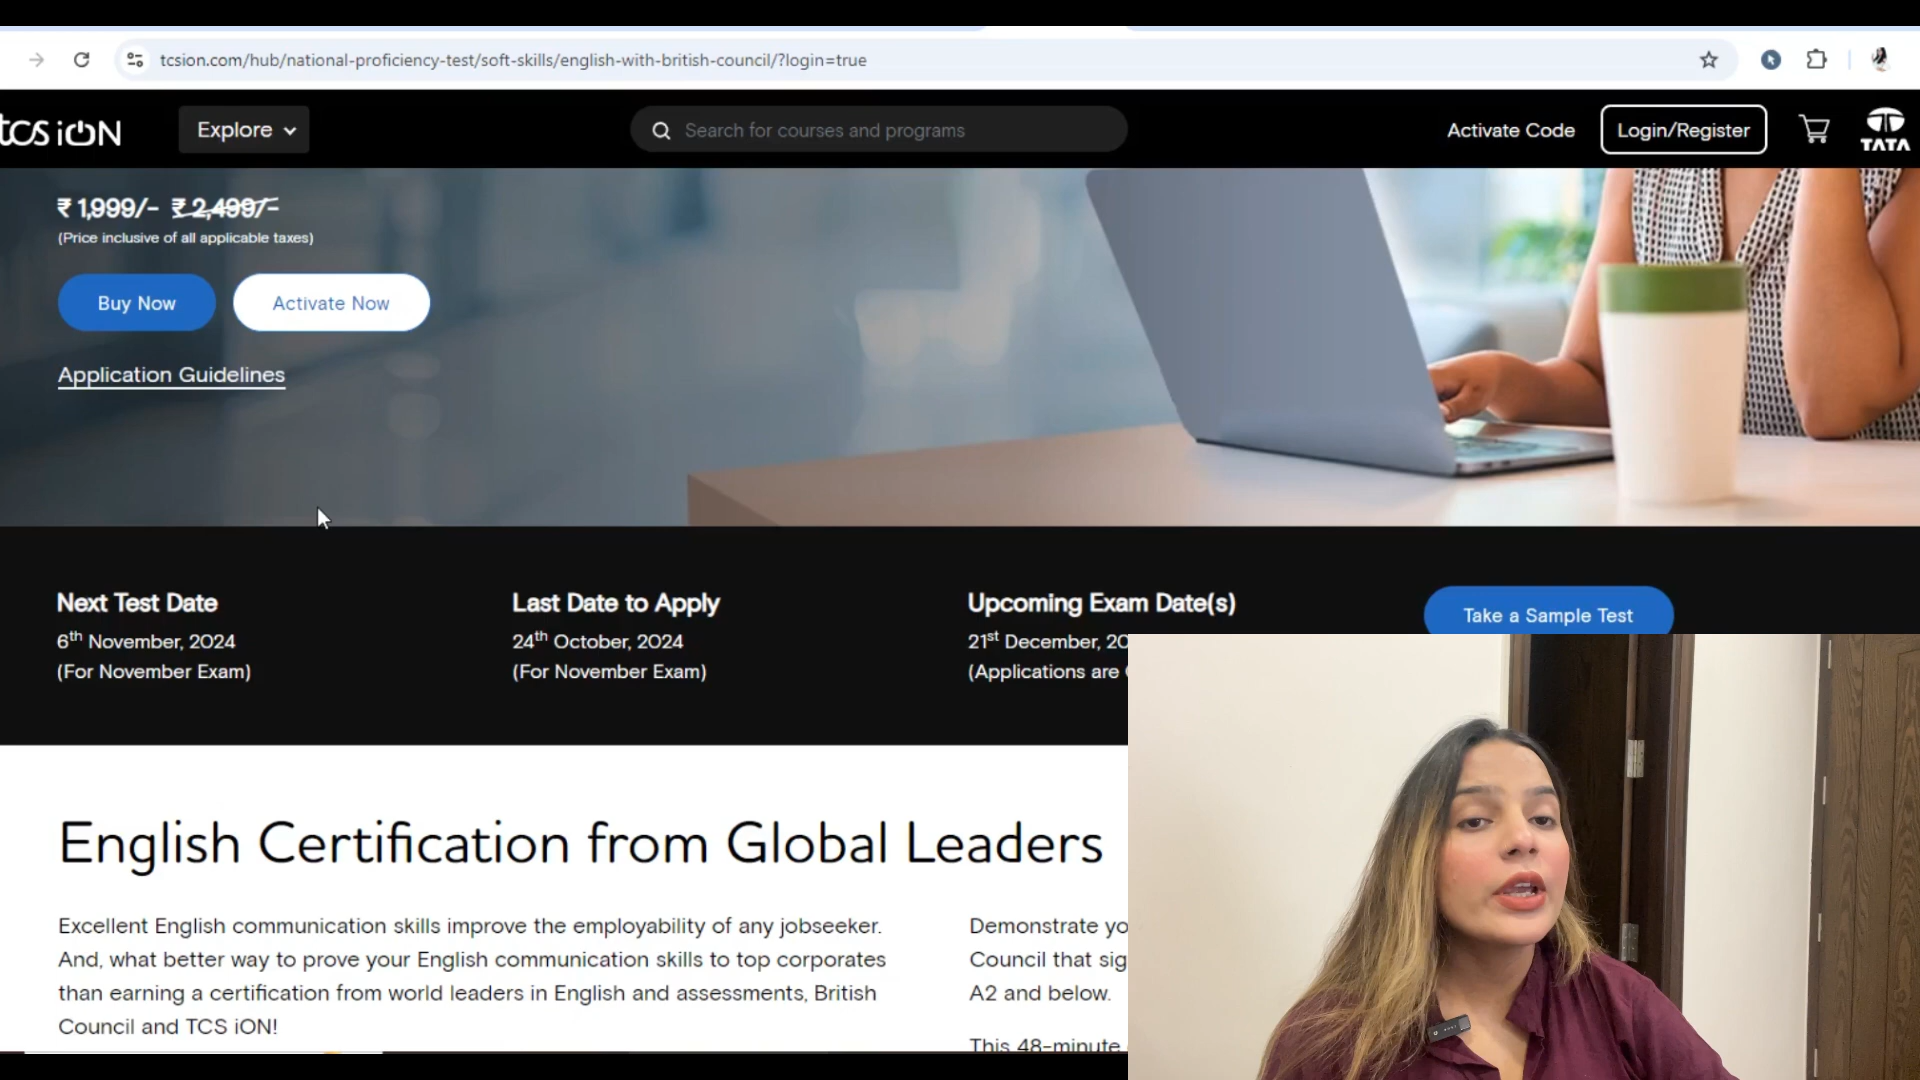 tcsion.com/hub/national-proficiency-test/soft-skills/english-with-british-council/?login=true
tcs iON
Explore
Search for courses and programs
Activate Code
Login/Register
TATA
₹ 1,999/- ₹ 2,499/-
(Price inclusive of all applicable taxes)
Buy Now
Activate Now
Application Guidelines
Next Test Date
6th November, 2024
(For November Exam)
Last Date to Apply
24th October, 2024
(For November Exam)
Upcoming Exam Date(s)
21st December, 20
(Applications are
Take a Sample Test
English Certification from Global Leaders
Excellent English communication skills improve the employability of any jobseeker.
And, what better way to prove your English communication skills to top corporates
than earning a certification from world leaders in English and assessments, British
Council and TCS iON!
Demonstrate yo
Council that sig
A2 and below.
This 48-minute